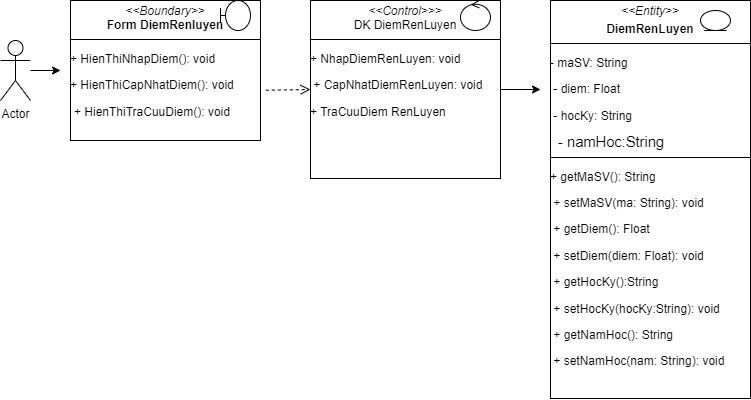 Actor
<<Boundary>>
Form DiemRenluyen
+ HienThiNhapDiem(): void
+ HienThiCapNhatDiem(): void
+ HienThiTraCuuDiem(): void
<<Control>>>
DK DiemRenLuyen
+ NhapDiemRenLuyen: void
+ CapNhatDiemRenLuyen: void
+ TraCuuDiem RenLuyen
<<Entity>>
DiemRenLuyen
- maSV: String
- diem: Float
- hocKy: String
- namHoc:String
+ getMaSV(): String
+ setMaSV(ma: String): void
+ getDiem(): Float
+ setDiem(diem: Float): void
+ getHocKy():String
+ setHocKy(hocKy:String): void
+ getNamHoc(): String
+ setNamHoc(nam: String): void